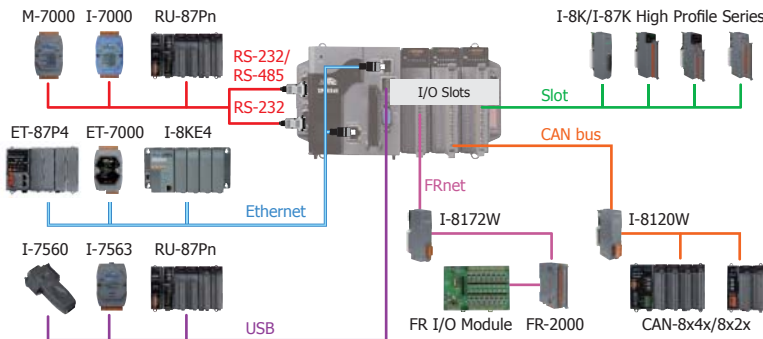 M-7000 I-7000 RU-87Pn
RS-232/
RS-485
RS-232
I/O Slots
I-8K/I-87K High Profile Series
Slot
CAN bus
ET-87P4 ET-7000 I-8KE4
Ethernet
FRnet
I-8172W
I-8120W
I-7560 I-7563 RU-87Pn
USB
FR I/O Module
FR-2000
CAN-8x4x/8x2x